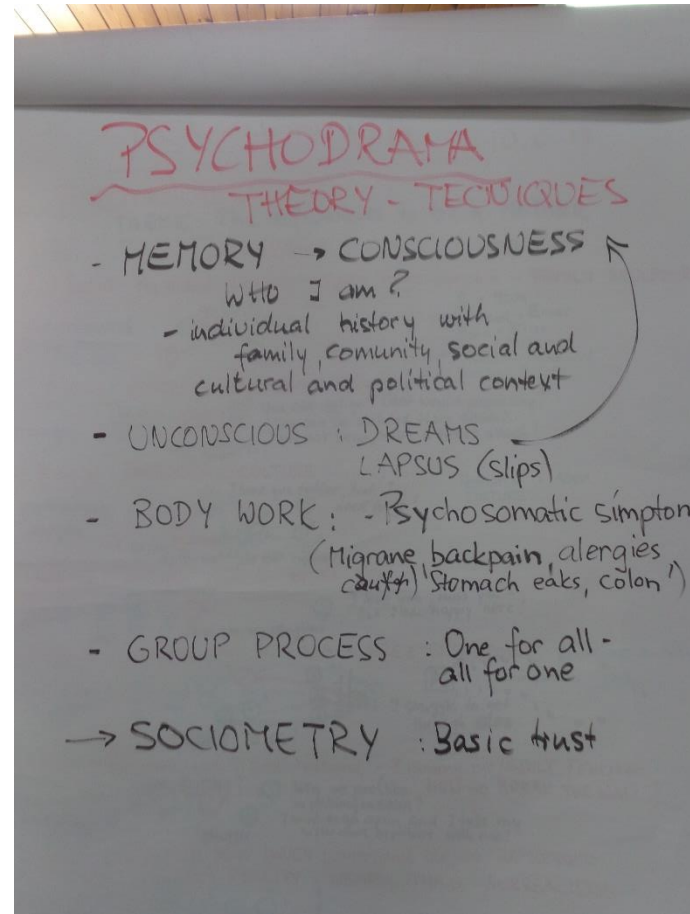 PSYCHODRAMA
THEORY - TECNIQUES
- MEMORY → CONSCIOUSNESS
WHO I am?
- individual history with
family, comunity, social and
cultural and political context
- UNCONSCIOUS : DREAMS
LAPSUS (slips)
- BODY WORK : - Psychosomatic simpton
(Migrane, backpain, alergies,
Stomach eaks, colon)
- GROUP PROCESS : One for all -
all for one
→ SOCIOMETRY : Basic trust